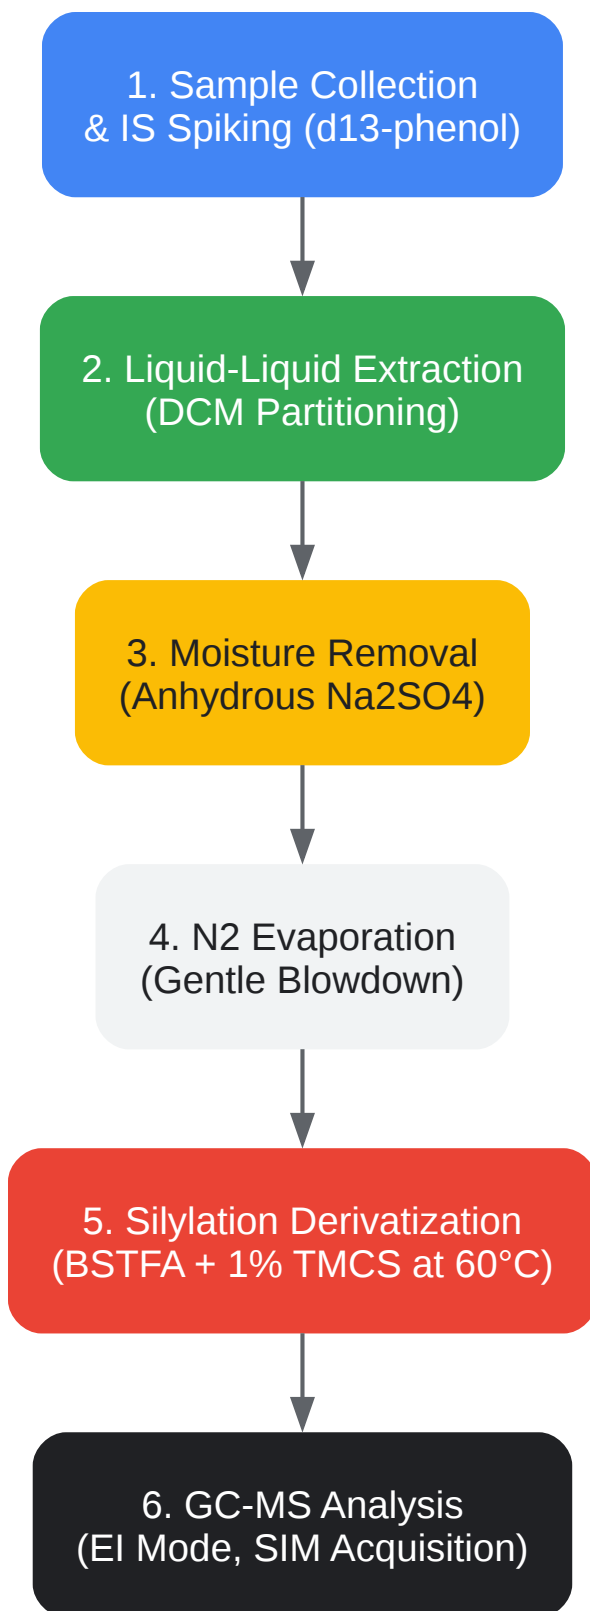 1. Sample Collection
& IS Spiking (d13-phenol)
2. Liquid-Liquid Extraction
(DCM Partitioning)
3. Moisture Removal
(Anhydrous Na2SO4)
4. N2 Evaporation
(Gentle Blowdown)
5. Silylation Derivatization
(BSTFA + 1% TMCS at 60°C)
6. GC-MS Analysis
(EI Mode, SIM Acquisition)